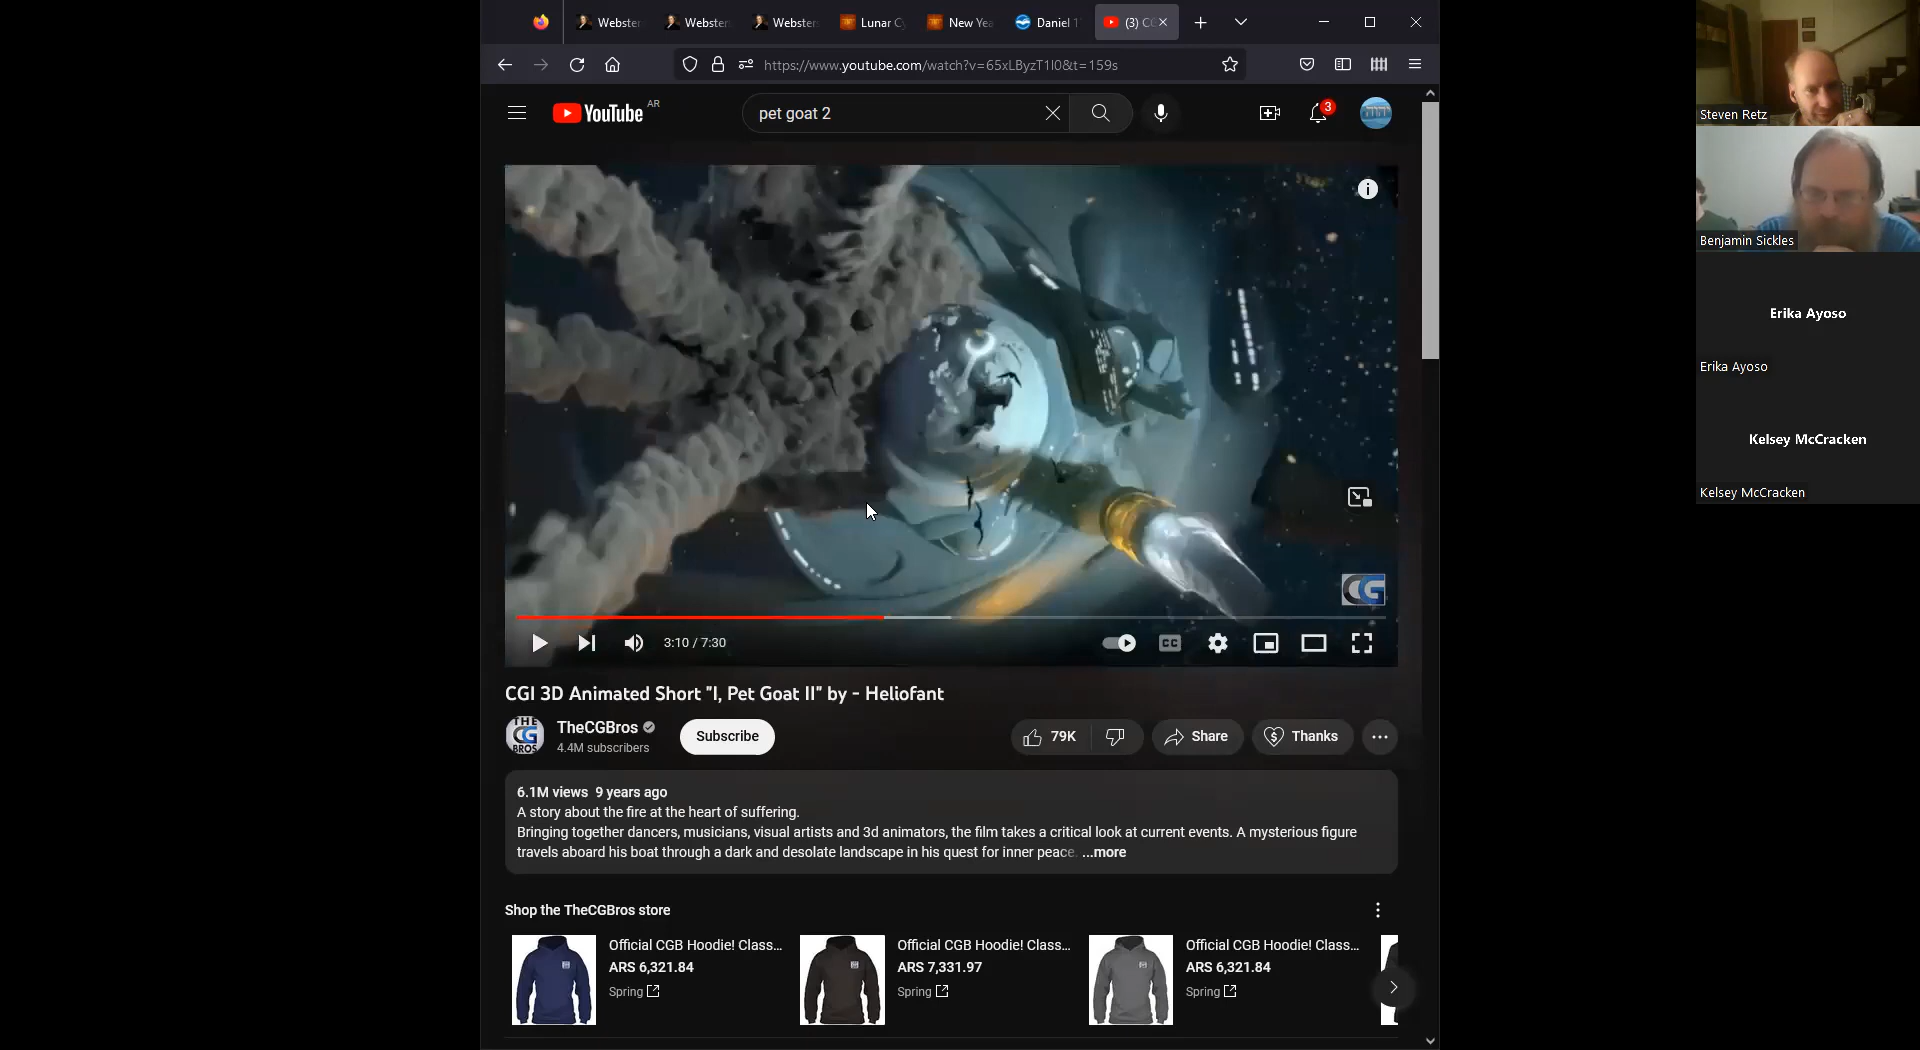 Webster
Webster
Webster
Lunar C
New Yea
Daniel 1
(3) CG
https://www.youtube.com/watch?v=65xLByzT1I0&t=159s
YouTube AR
pet goat 2
3
Steven Retz
Benjamin Sickles
Erika Ayoso
Erika Ayoso
Kelsey McCracken
Kelsey McCracken
CG
3:10 / 7:30
CC
CGI 3D Animated Short "I, Pet Goat II" by - Heliofant
THE
CG
BROS
TheCGBros
4.4M subscribers
Subscribe
79K
Share
Thanks
6.1M views 9 years ago
A story about the fire at the heart of suffering.
Bringing together dancers, musicians, visual artists and 3d animators, the film takes a critical look at current events. A mysterious figure
travels aboard his boat through a dark and desolate landscape in his quest for inner peace. ...more
Shop the TheCGBros store
Official CGB Hoodie! Class...
ARS 6,321.84
Spring
Official CGB Hoodie! Class...
ARS 7,331.97
Spring
Official CGB Hoodie! Class...
ARS 6,321.84
Spring